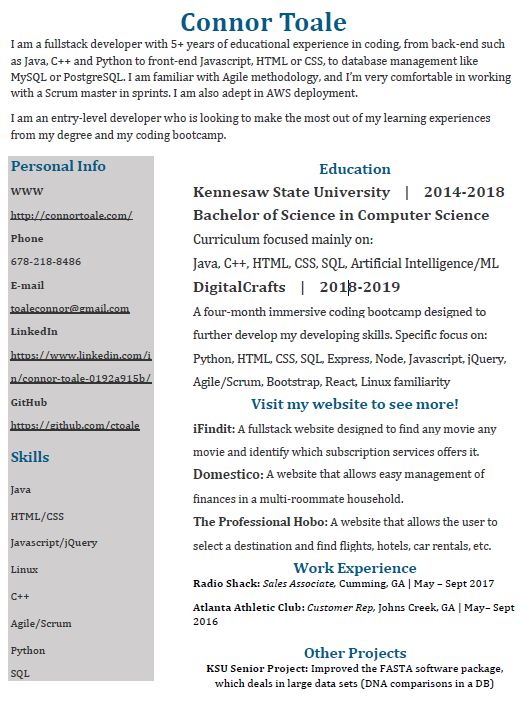 Connor Toale
I am a fullstack developer with 5+ years of educational experience in coding, from back-end such
as Java, C++ and Python to front-end Javascript, HTML or CSS, to database management like
MySQL or PostgreSQL. I am familiar with Agile methodology, and I'm very comfortable in working
with a Scrum master in sprints. I am also adept in AWS deployment.
I am an entry-level developer who is looking to make the most out of my learning experiences
from my degree and my coding bootcamp.
Personal Info
WWW
http://connortoale.com/
Phone
678-218-8486
E-mail
toaleconnor@gmail.com
LinkedIn
https://www.linkedin.com/i
n/connor-toale-0192a915b/
GitHub
https://github.com/ctoale
Skills
Java
HTML/CSS
Javascript/jQuery
Linux
C++
Agile/Scrum
Python
SQL
Education
Kennesaw State University | 2014-2018
Bachelor of Science in Computer Science
Curriculum focused mainly on:
Java, C++, HTML, CSS, SQL, Artificial Intelligence/ML
DigitalCrafts | 2018-2019
A four-month immersive coding bootcamp designed to
further develop my developing skills. Specific focus on:
Python, HTML, CSS, SQL, Express, Node, Javascript, jQuery,
Agile/Scrum, Bootstrap, React, Linux familiarity
Visit my website to see more!
iFindit: A fullstack website designed to find any movie any
movie and identify which subscription services offers it.
Domestico: A website that allows easy management of
finances in a multi-roommate household.
The Professional Hobo: A website that allows the user to
select a destination and find flights, hotels, car rentals, etc.
Work Experience
Radio Shack: Sales Associate, Cumming, GA | May – Sept 2017
Atlanta Athletic Club: Customer Rep, Johns Creek, GA | May– Sept
2016
Other Projects
KSU Senior Project: Improved the FASTA software package,
which deals in large data sets (DNA comparisons in a DB)